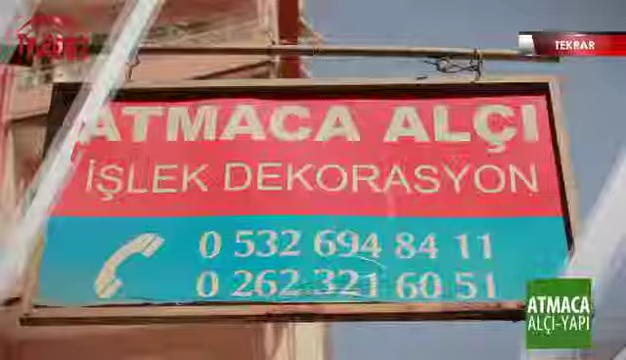 TEKRAR
ATMACA ALÇI
İŞLEK DEKORASYON
0 532 694 84 11
0 262 321 60 51
ATMACA
ALÇI-YAPI